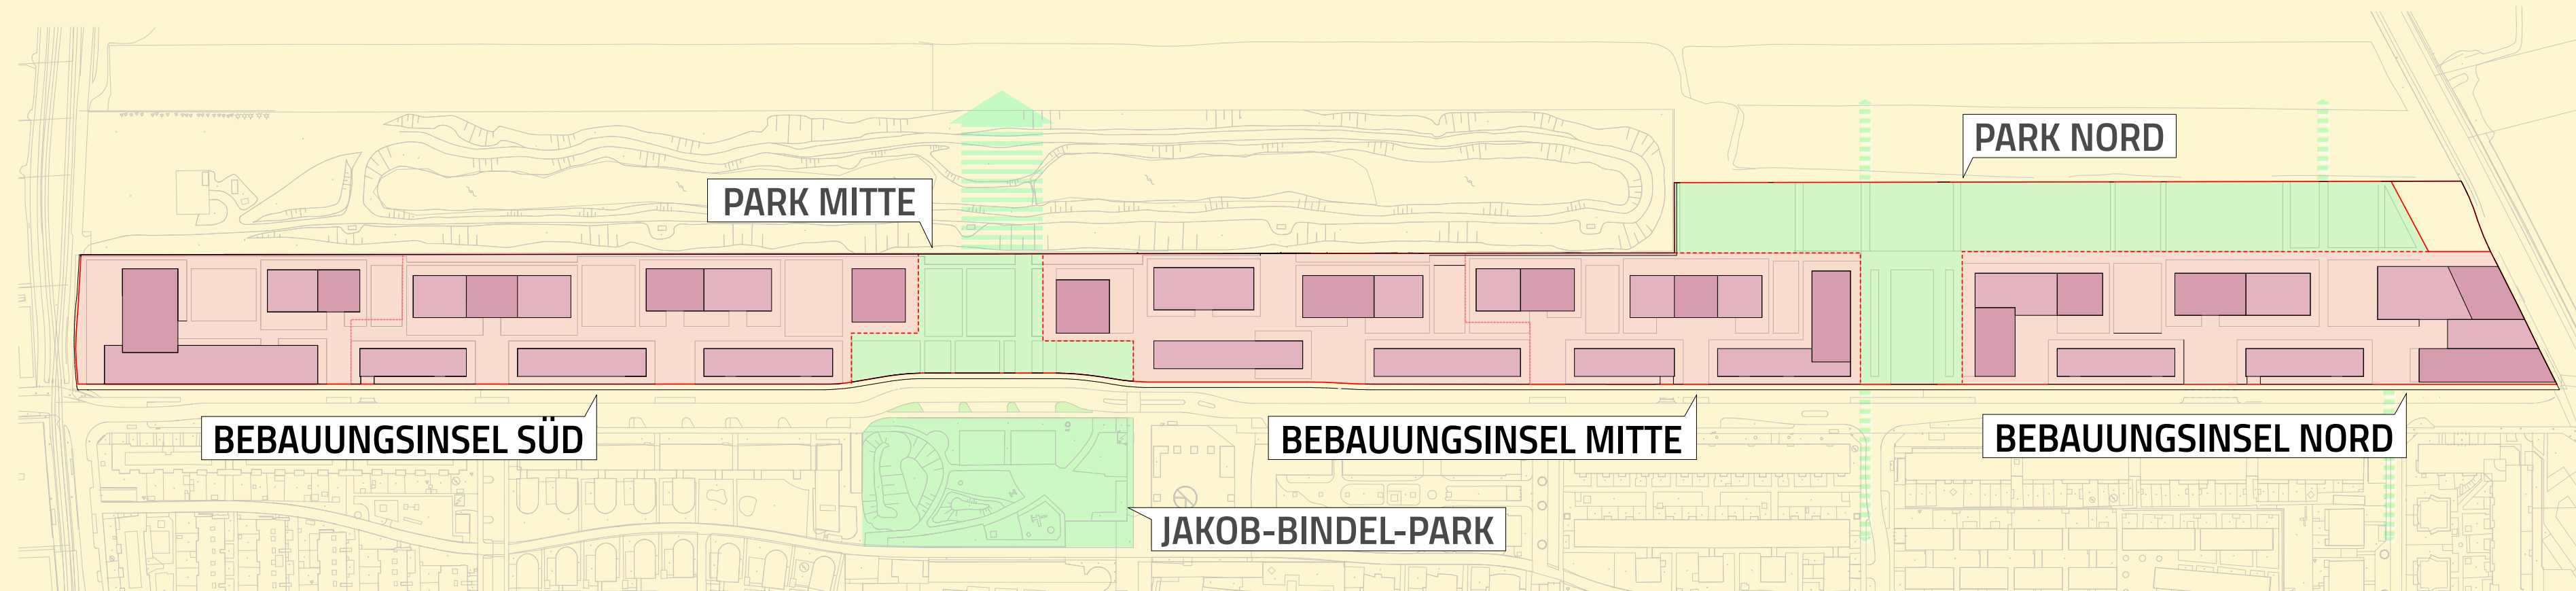 PARK NORD
PARK MITTE
BEBAUUNGSINSEL SÜD
BEBAUUNGSINSEL MITTE
BEBAUUNGSINSEL NORD
JAKOB-BINDEL-PARK